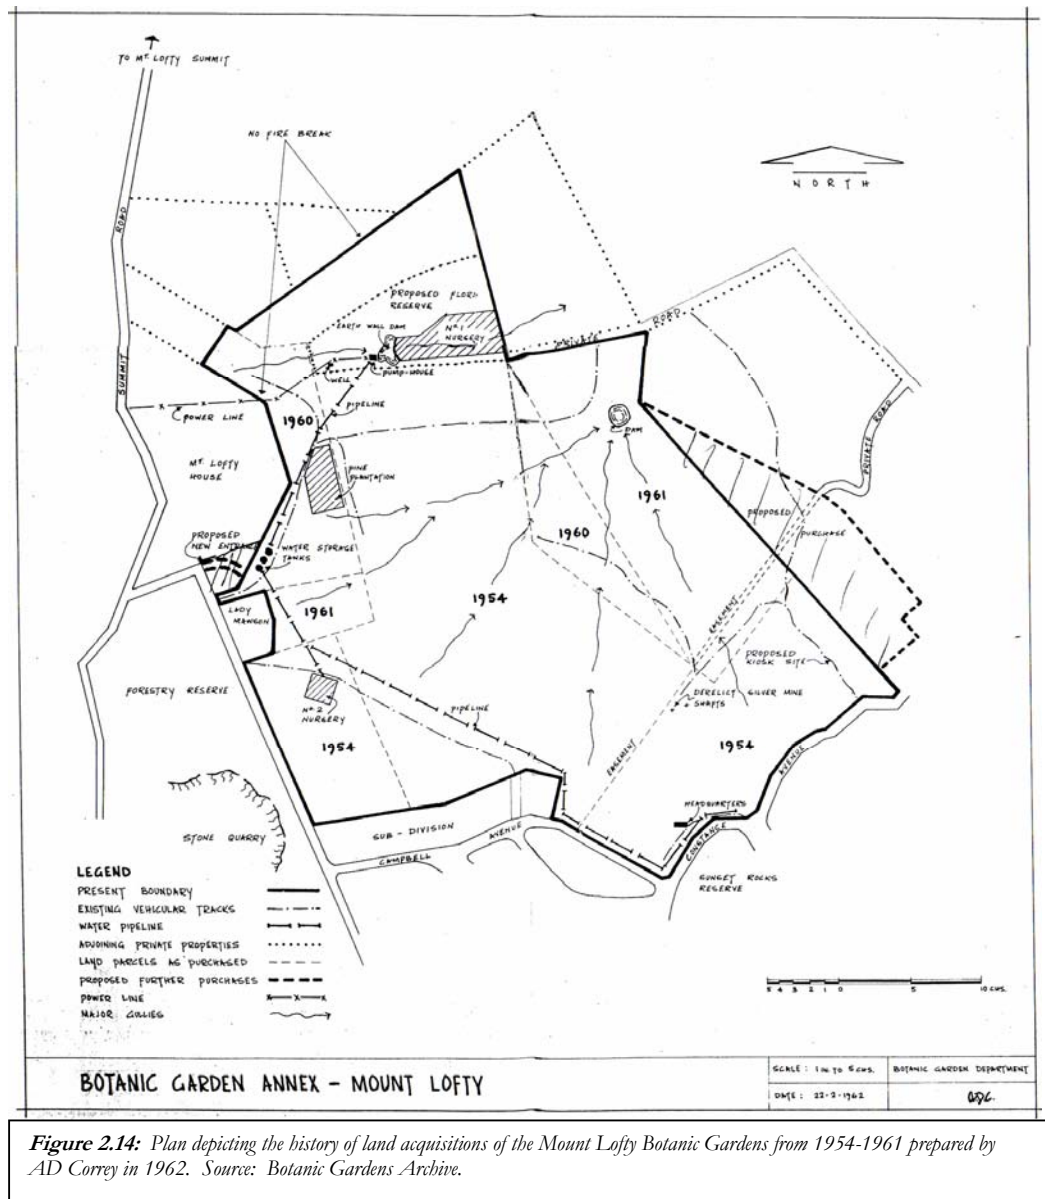 TO MT LOFTY SUMMIT
NO FIRE BREAK
NORTH
ROAD
SUMMIT
PROPOSED FLORA
RESERVE
EARTH WALL DAM
No 1
NURSERY
PRIVATE
ROAD
WELL
PUMP-HOUSE
PIPELINE
POWER LINE
1960
DAM
PRIVATE ROAD
MT. LOFTY
HOUSE
PINE
PLANTATION
1961
PROPOSED
PURCHASE
1960
PROPOSED
NEW ENTRANCE
WATER STORAGE
TANKS
1954
EASEMENT
LADY
MAWSON
1961
PROPOSED
KIOSK SITE
FORESTRY RESERVE
DERELICT SILVER MINE
SHAFTS
No 2
NURSERY
PIPELINE
1954
1954
EASEMENT
AVENUE
HEADQUARTERS
CONSTANCE
STONE QUARRY
SUB-DIVISION
CAMPBELL
AVENUE
SUNSET ROCKS
RESERVE
LEGEND
PRESENT BOUNDARY
EXISTING VEHICULAR TRACKS
WATER PIPELINE
ADJOINING PRIVATE PROPERTIES
LAND PARCELS AS PURCHASED
PROPOSED FURTHER PURCHASES
POWER LINE
MAJOR GULLIES
5 4 3 2 1 0 5 10 CHS.
BOTANIC GARDEN ANNEX - MOUNT LOFTY
SCALE: 1 IN TO 5 CHS.
BOTANIC GARDEN DEPARTMENT
DATE: 22-2-1962
Figure 2.14: Plan depicting the history of land acquisitions of the Mount Lofty Botanic Gardens from 1954-1961 prepared by
AD Correy in 1962. Source: Botanic Gardens Archive.